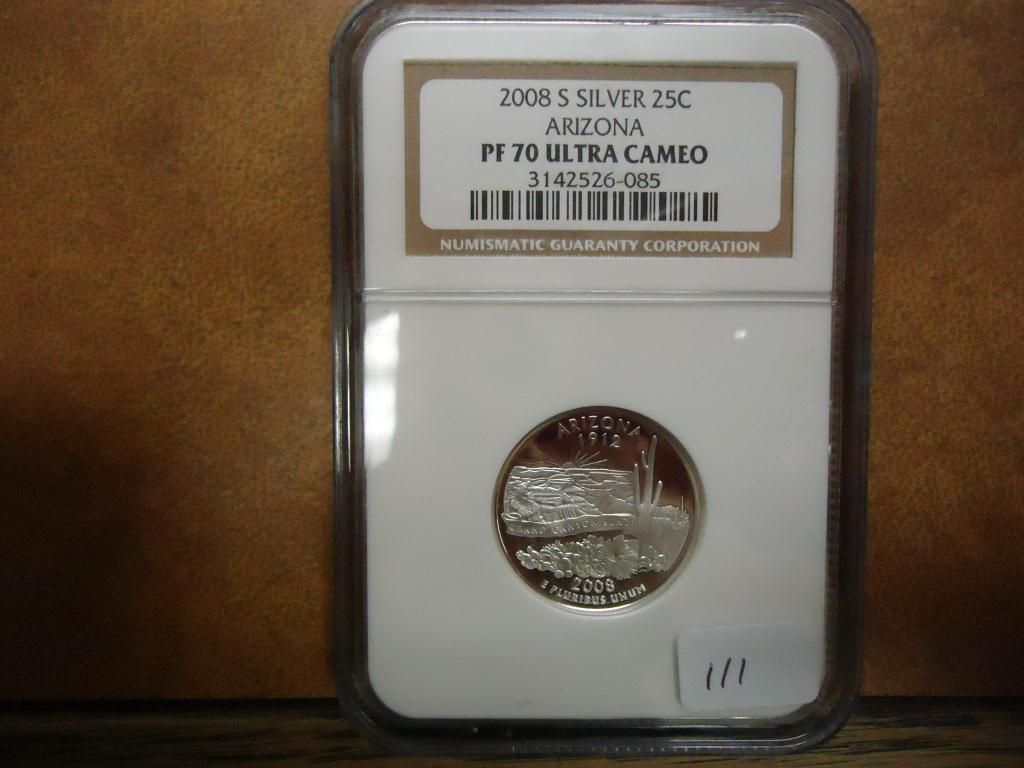 2008 S SILVER 25C
ARIZONA
PF 70 ULTRA CAMEO
3142526-085
NUMISMATIC GUARANTY CORPORATION
ARIZONA
1912
GRAND CANYON STATE
2008
E PLURIBUS UNUM
111